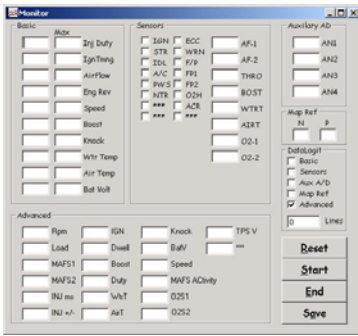 Monitor
Basic
Max
Inj Duty
IgnTmng
AirFlow
Eng Rev
Speed
Boost
Knock
Wtr Temp
Air Temp
Bat Volt
Sensors
IGN ECC
STR WRN
IDL F/P
A/C FP1
PWS FP2
NTR O2H
*** ACR
*** ***
AF-1
AF-2
THRO
BOST
WTRT
AIRT
O2-1
O2-2
Auxilary AD
AN1
AN2
AN3
AN4
Map Ref
N P
DataLogit
Basic
Sensors
Aux A/D
Map Ref
Advanced
0 Lines
Advanced
Rpm IGN Knock TPS V
Load Dwell BatV ***
MAFS1 Boost Speed
MAFS2 Duty MAFS ACtivity
INJ ms WtrT O2S1
INJ +/- AirT O2S2
Reset
Start
End
Save